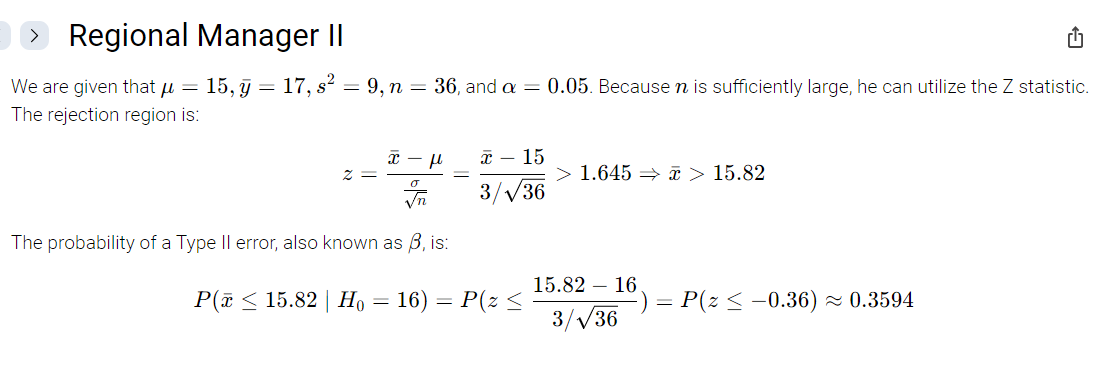 Regional Manager II
We are given that μ = 15, ȳ = 17, s² = 9, n = 36, and α = 0.05. Because n is sufficiently large, he can utilize the Z statistic.
The rejection region is:
z = (x̄ − μ)/(σ/√n) = (x̄ − 15)/(3/√36) > 1.645 ⇒ x̄ > 15.82
The probability of a Type II error, also known as β, is:
P(x̄ ≤ 15.82 | H₀ = 16) = P(z ≤ (15.82 − 16)/(3/√36)) = P(z ≤ −0.36) ≈ 0.3594